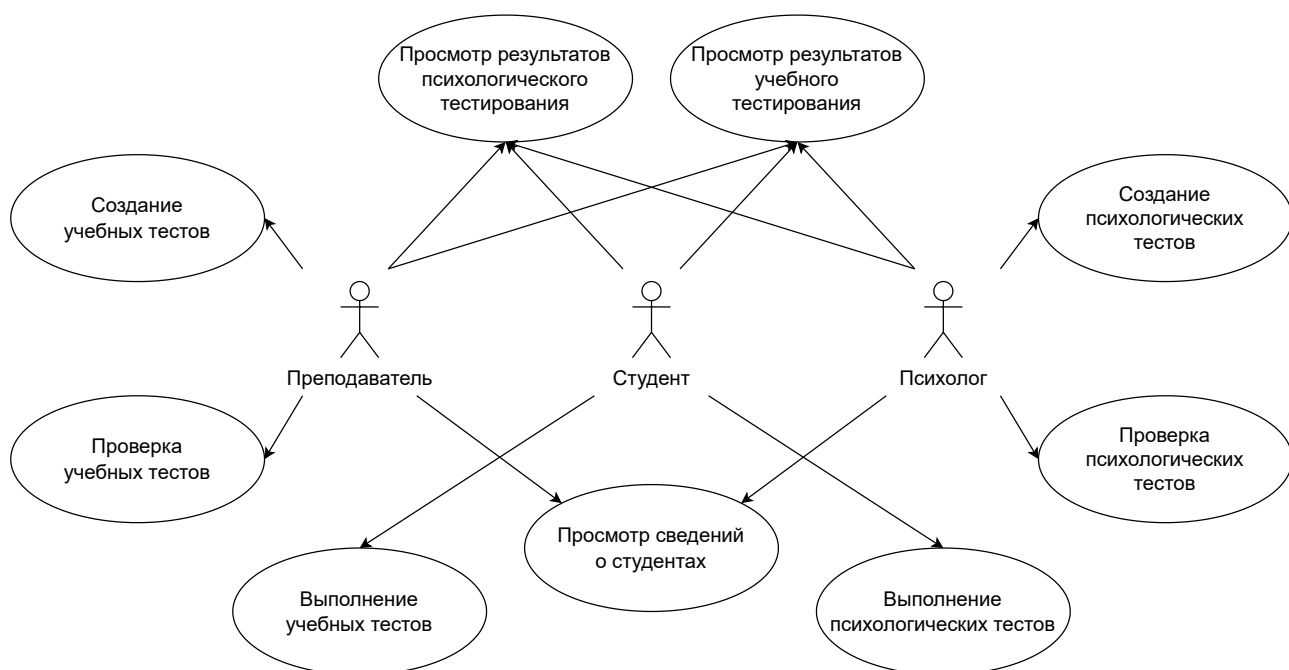 Просмотр результатов
психологического
тестирования
Просмотр результатов
учебного
тестирования
Создание
учебных тестов
Создание
психологических
тестов
Преподаватель
Студент
Психолог
Проверка
учебных тестов
Проверка
психологических
тестов
Просмотр сведений
о студентах
Выполнение
учебных тестов
Выполнение
психологических тестов